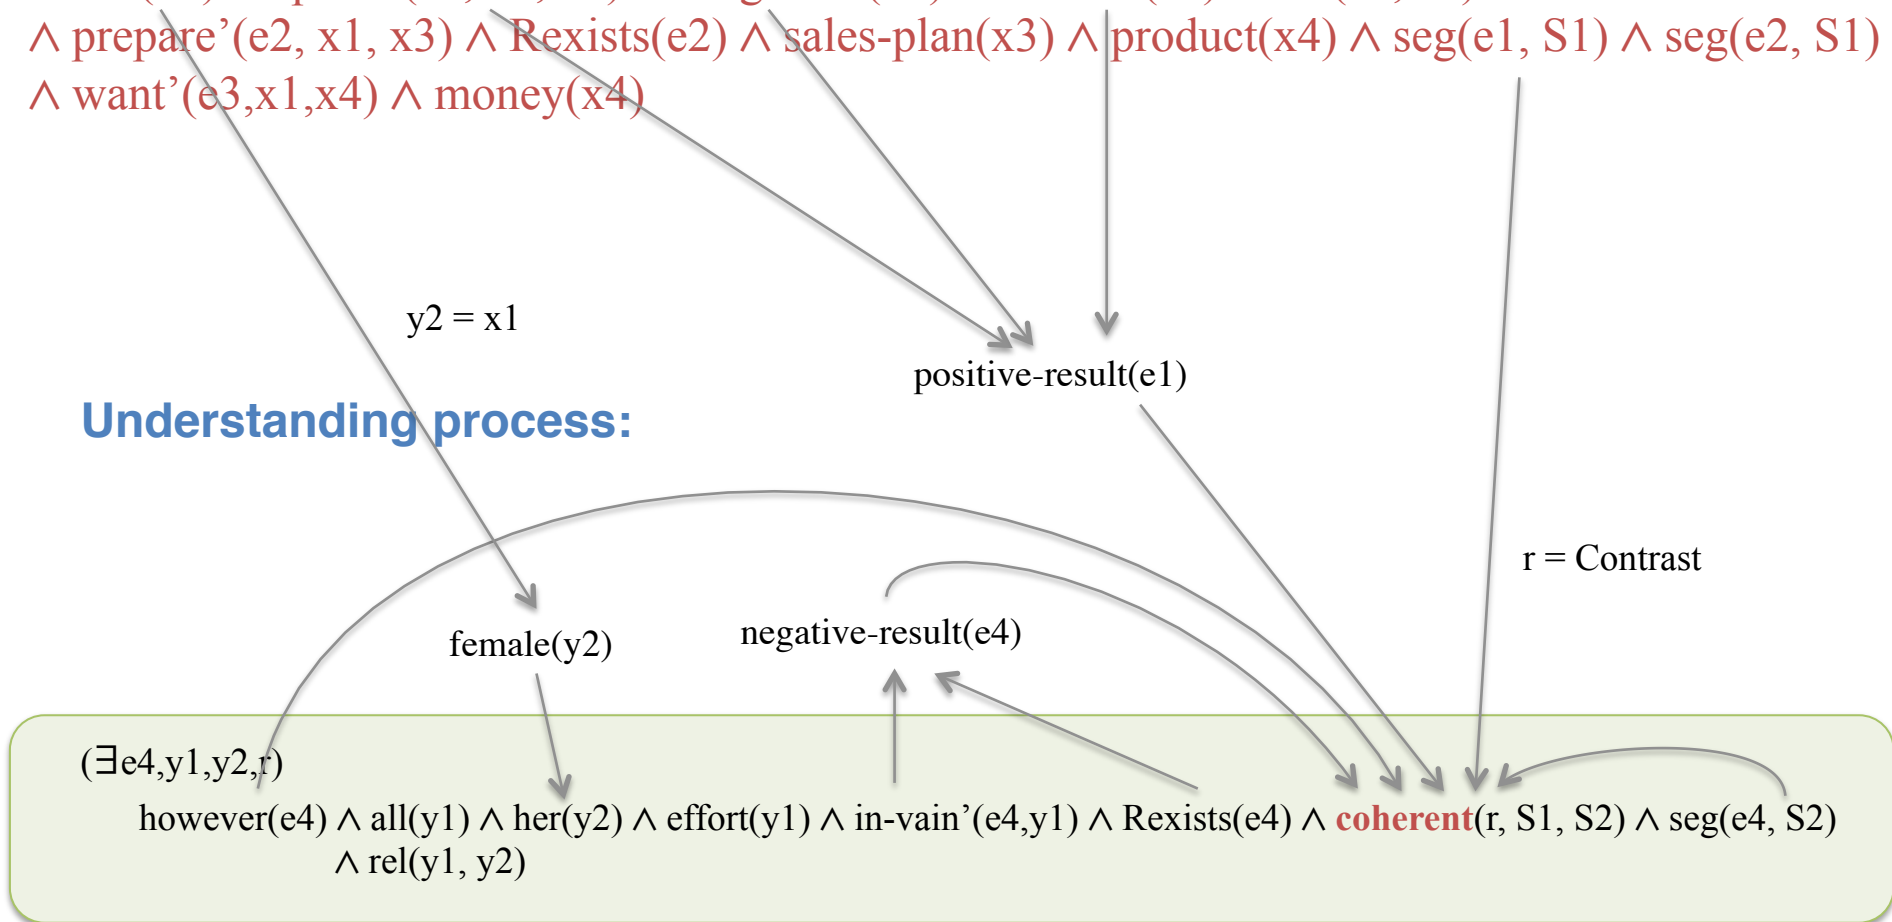 ∧ prepare’(e2, x1, x3) ∧ Rexists(e2) ∧ sales-plan(x3) ∧ product(x4) ∧ seg(e1, S1) ∧ seg(e2, S1)
∧ want’(e3,x1,x4) ∧ money(x4)
y2 = x1
positive-result(e1)
Understanding process:
r = Contrast
female(y2)
negative-result(e4)
(∃e4,y1,y2,r)
however(e4) ∧ all(y1) ∧ her(y2) ∧ effort(y1) ∧ in-vain’(e4,y1) ∧ Rexists(e4) ∧ coherent(r, S1, S2) ∧ seg(e4, S2)
∧ rel(y1, y2)